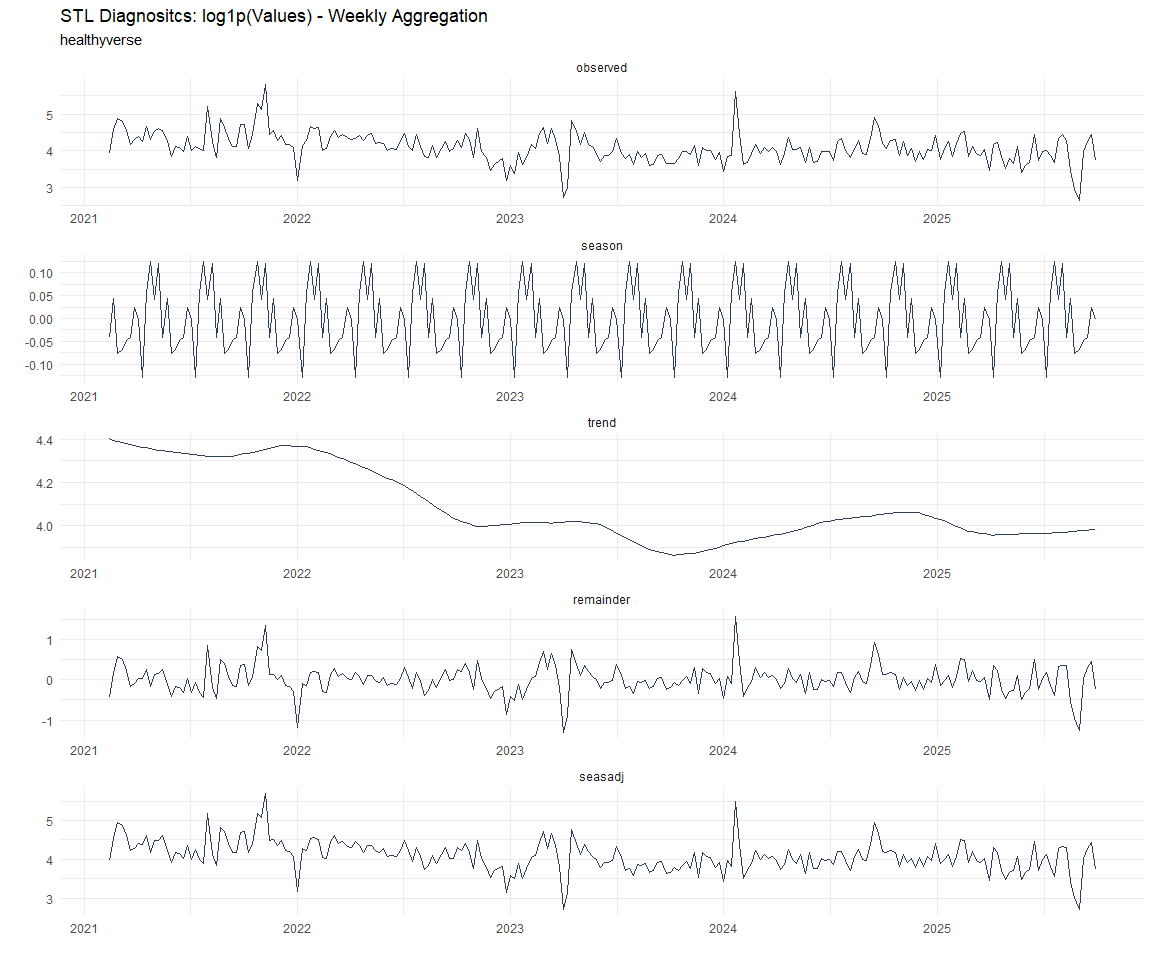 STL Diagnositcs: log1p(Values) - Weekly Aggregation
healthyverse
observed
5
4
3
2021 2022 2023 2024 2025
season
0.10
0.05
0.00
-0.05
-0.10
2021 2022 2023 2024 2025
trend
4.4
4.2
4.0
2021 2022 2023 2024 2025
remainder
1
0
-1
2021 2022 2023 2024 2025
seasadj
5
4
3
2021 2022 2023 2024 2025